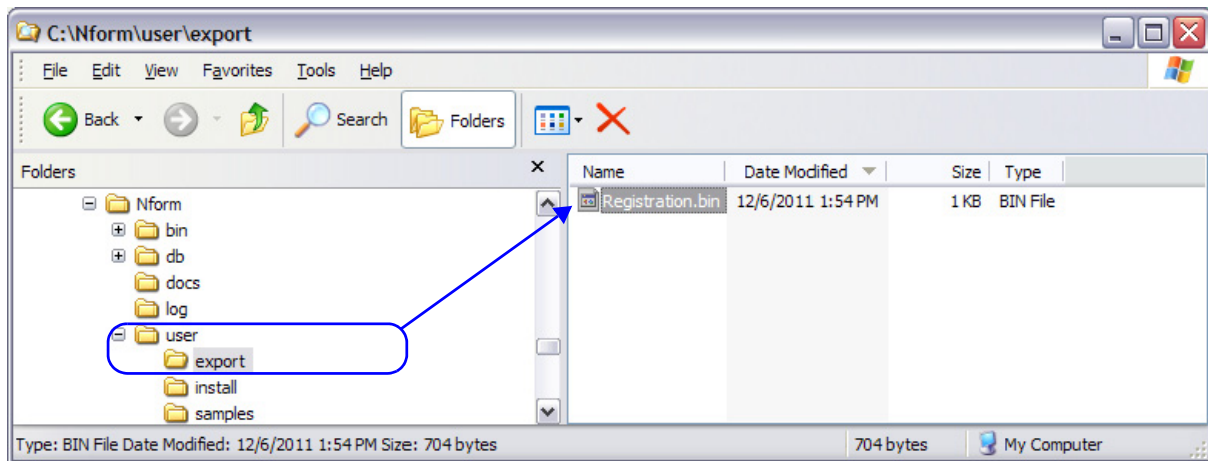 C:\Nform\user\export
File Edit View Favorites Tools Help
Back Search Folders
Folders x Name Date Modified Size Type
Nform Registration.bin 12/6/2011 1:54 PM 1 KB BIN File
bin
db
docs
log
user
export
install
samples
Type: BIN File Date Modified: 12/6/2011 1:54 PM Size: 704 bytes 704 bytes My Computer